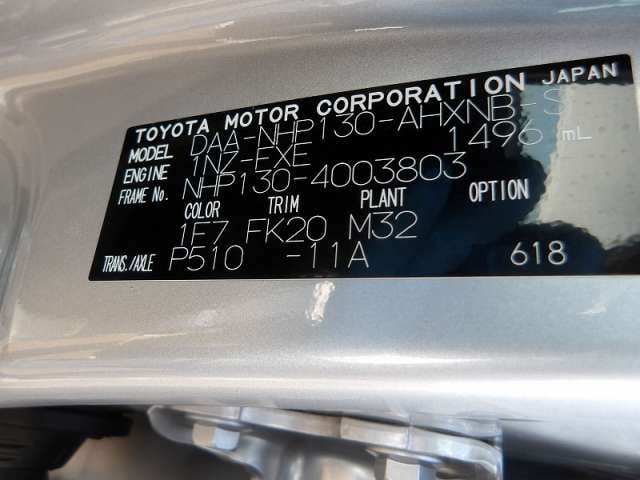 TOYOTA MOTOR CORPORATION JAPAN
MODEL DAA-NHP130-AHXNB-S
ENGINE 1NZ-EXE 1496 mL
FRAME No. NHP130-4003803
COLOR TRIM PLANT OPTION
1F7 FK20 M32
TRANS./AXLE P510 -11A 618